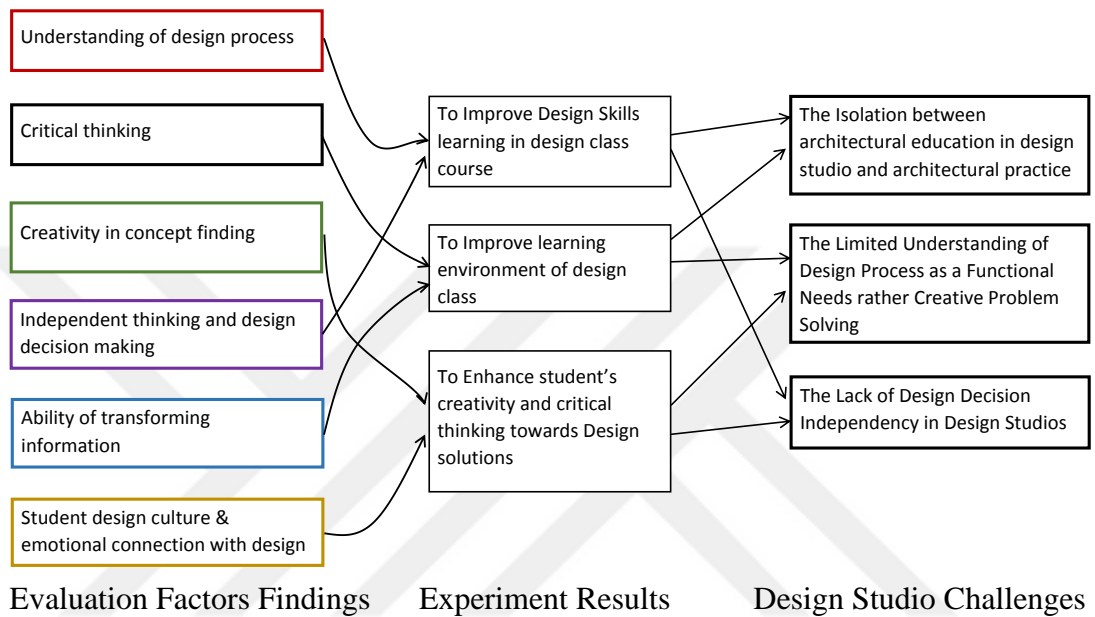 Understanding of design process
Critical thinking
Creativity in concept finding
Independent thinking and design
decision making
Ability of transforming
information
Student design culture &
emotional connection with design
To Improve Design Skills
learning in design class
course
To Improve learning
environment of design
class
To Enhance student’s
creativity and critical
thinking towards Design
solutions
The Isolation between
architectural education in design
studio and architectural practice
The Limited Understanding of
Design Process as a Functional
Needs rather Creative Problem
Solving
The Lack of Design Decision
Independency in Design Studios
Evaluation Factors Findings
Experiment Results
Design Studio Challenges